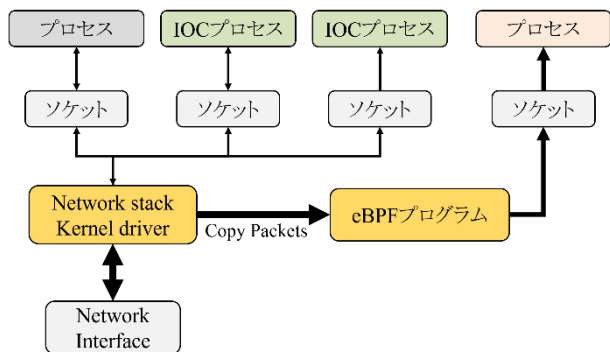 プロセス
IOCプロセス
IOCプロセス
プロセス
ソケット
ソケット
ソケット
ソケット
Network stack
Kernel driver
Copy Packets
eBPFプログラム
Network
Interface